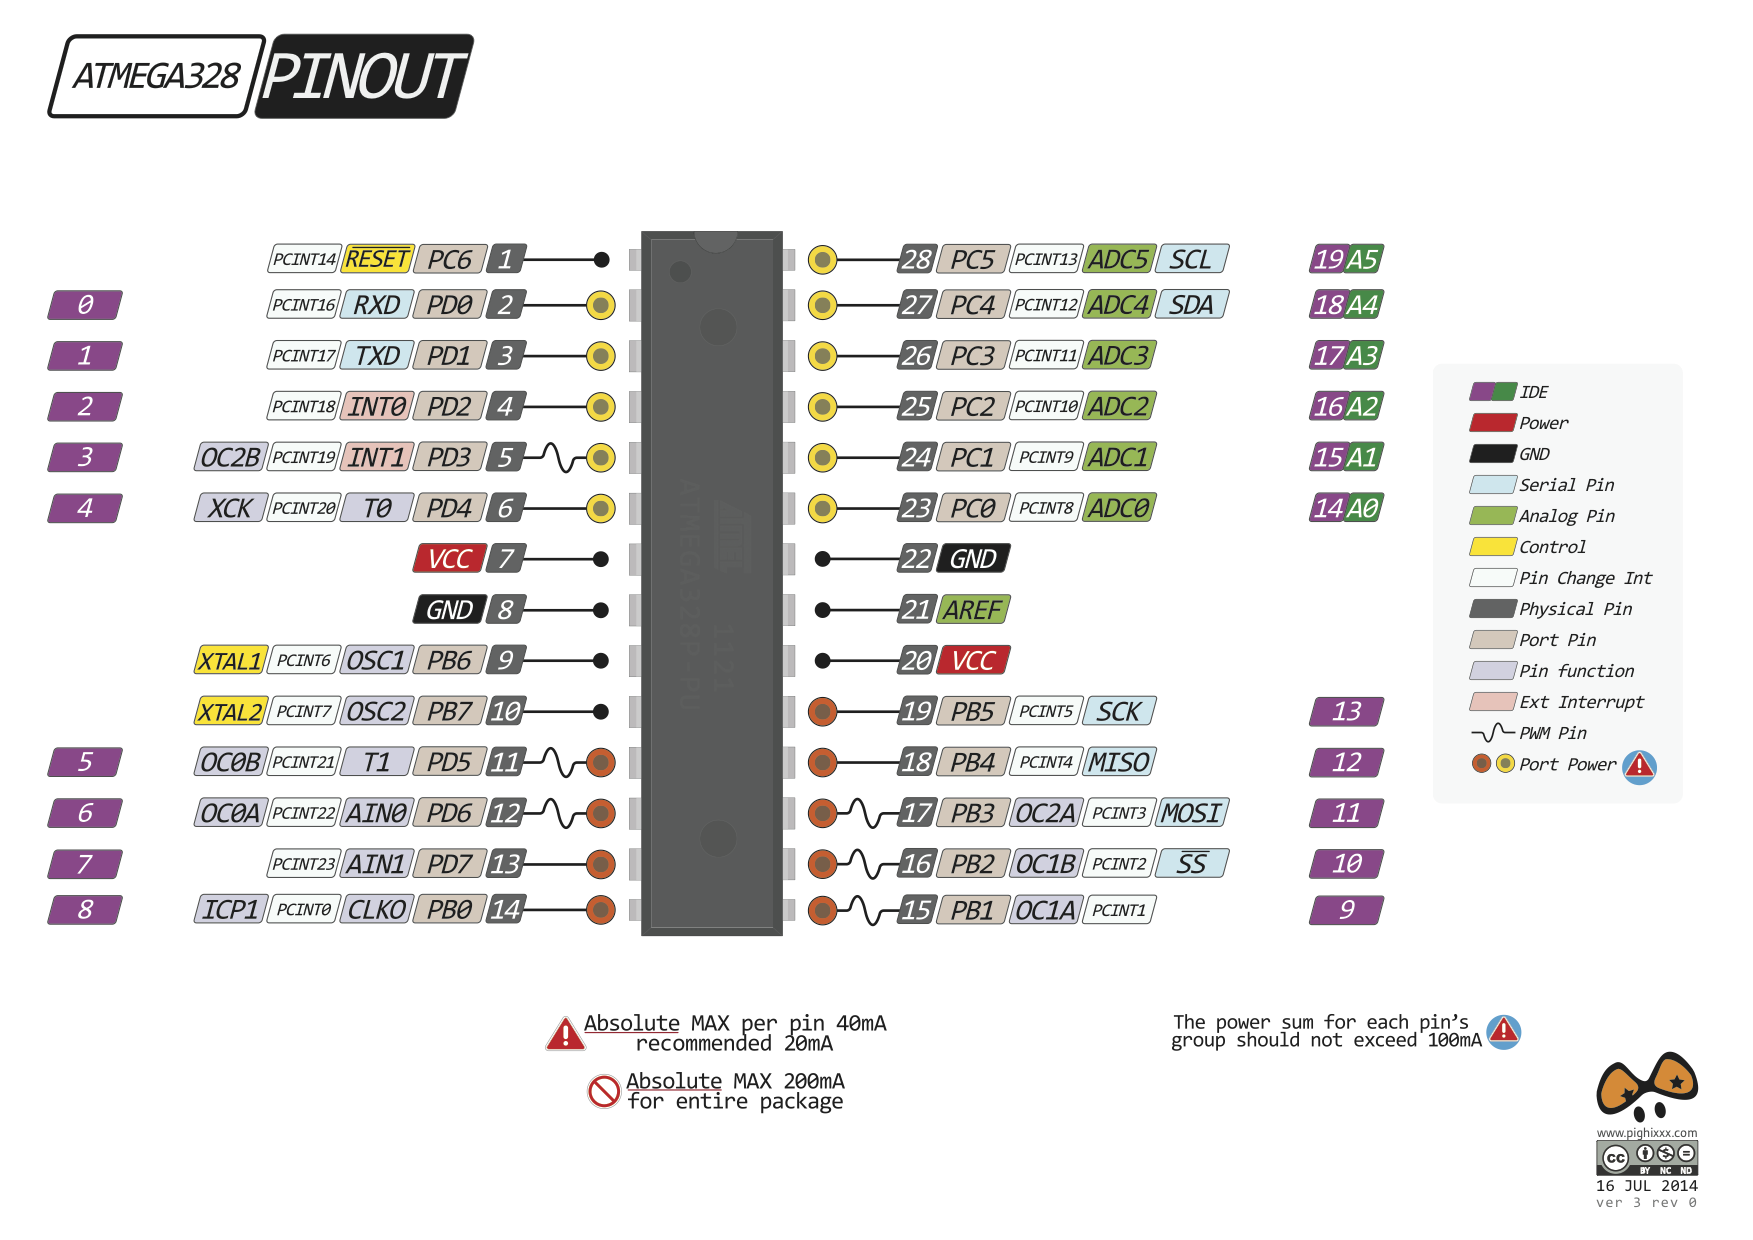 ATMEGA328 PINOUT
PCINT14 RESET PC6 1
28 PC5 PCINT13 ADC5 SCL 19 A5
0 PCINT16 RXD PD0 2
27 PC4 PCINT12 ADC4 SDA 18 A4
1 PCINT17 TXD PD1 3
26 PC3 PCINT11 ADC3 17 A3
2 PCINT18 INT0 PD2 4
25 PC2 PCINT10 ADC2 16 A2
3 OC2B PCINT19 INT1 PD3 5
24 PC1 PCINT9 ADC1 15 A1
4 XCK PCINT20 T0 PD4 6
23 PC0 PCINT8 ADC0 14 A0
VCC 7
22 GND
GND 8
21 AREF
XTAL1 PCINT6 OSC1 PB6 9
20 VCC
XTAL2 PCINT7 OSC2 PB7 10
19 PB5 PCINT5 SCK 13
5 OC0B PCINT21 T1 PD5 11
18 PB4 PCINT4 MISO 12
6 OC0A PCINT22 AIN0 PD6 12
17 PB3 OC2A PCINT3 MOSI 11
7 PCINT23 AIN1 PD7 13
16 PB2 OC1B PCINT2 SS 10
8 ICP1 PCINT0 CLKO PB0 14
15 PB1 OC1A PCINT1 9
ATMEGA328P-PU
1121
IDE
Power
GND
Serial Pin
Analog Pin
Control
Pin Change Int
Physical Pin
Port Pin
Pin function
Ext Interrupt
PWM Pin
Port Power
Absolute MAX per pin 40mA
recommended 20mA
Absolute MAX 200mA
for entire package
The power sum for each pin's
group should not exceed 100mA
www.pighixxx.com
cc
BY NC ND
16 JUL 2014
ver 3 rev 0